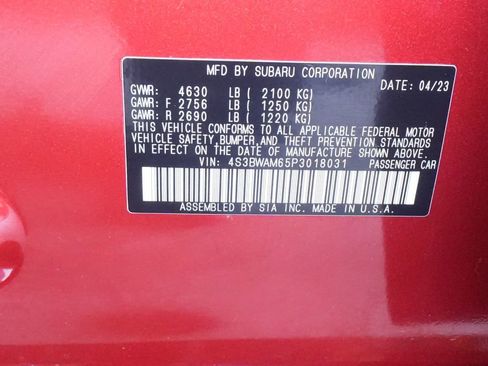 MFD BY SUBARU CORPORATION
DATE: 04/23
GVWR: 4630 LB ( 2100 KG)
GAWR: F 2756 LB ( 1250 KG)
GAWR: R 2690 LB ( 1220 KG)
THIS VEHICLE CONFORMS TO ALL APPLICABLE FEDERAL MOTOR
VEHICLE SAFETY, BUMPER, AND THEFT PREVENTION STANDARDS
IN EFFECT ON THE DATE OF MANUFACTURE SHOWN ABOVE.
VIN: 4S3BWAM65P3018031 PASSENGER CAR
ASSEMBLED BY SIA INC. MADE IN U.S.A.